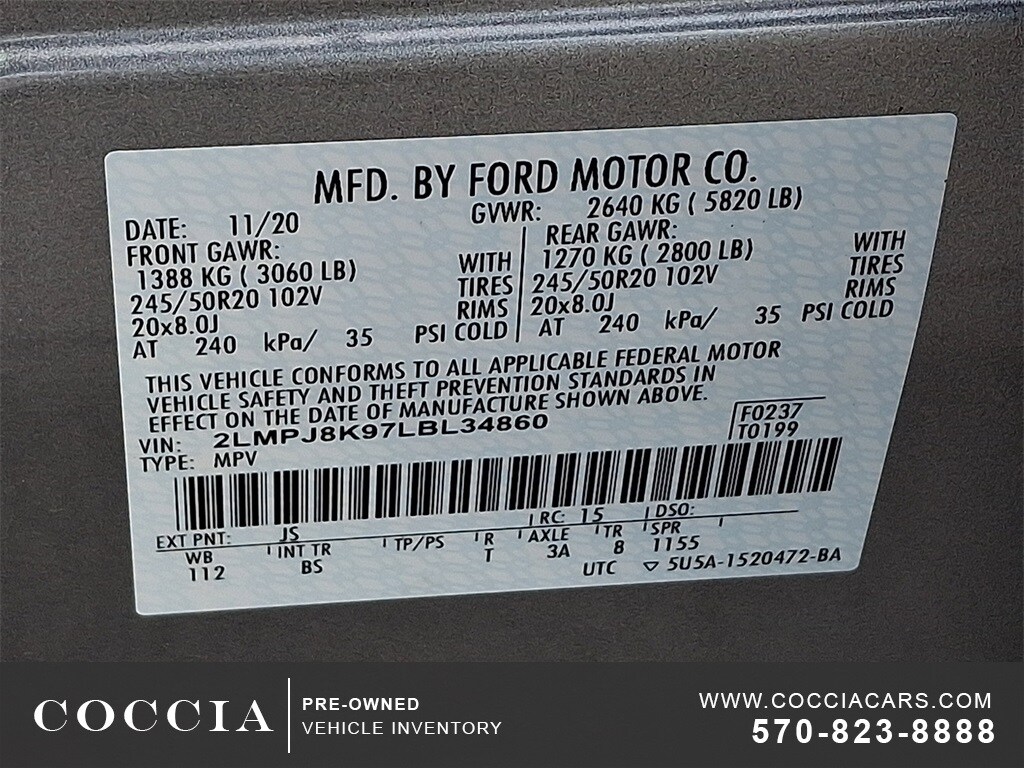 MFD. BY FORD MOTOR CO.
DATE: 11/20 GVWR: 2640 KG ( 5820 LB)
FRONT GAWR: REAR GAWR:
1388 KG ( 3060 LB) WITH 1270 KG ( 2800 LB) WITH
245/50R20 102V TIRES 245/50R20 102V TIRES
20x8.0J RIMS 20x8.0J RIMS
AT 240 kPa/ 35 PSI COLD AT 240 kPa/ 35 PSI COLD
THIS VEHICLE CONFORMS TO ALL APPLICABLE FEDERAL MOTOR
VEHICLE SAFETY AND THEFT PREVENTION STANDARDS IN
EFFECT ON THE DATE OF MANUFACTURE SHOWN ABOVE.
VIN: 2LMPJ8K97LBL34860 F0237
TYPE: MPV T0199
EXT PNT: JS RC: 15 DSO:
WB INT TR TP/PS R AXLE TR SPR
112 BS T 3A 8 1155
UTC ▽ 5U5A-1520472-BA
COCCIA
PRE-OWNED
VEHICLE INVENTORY
WWW.COCCIACARS.COM
570-823-8888